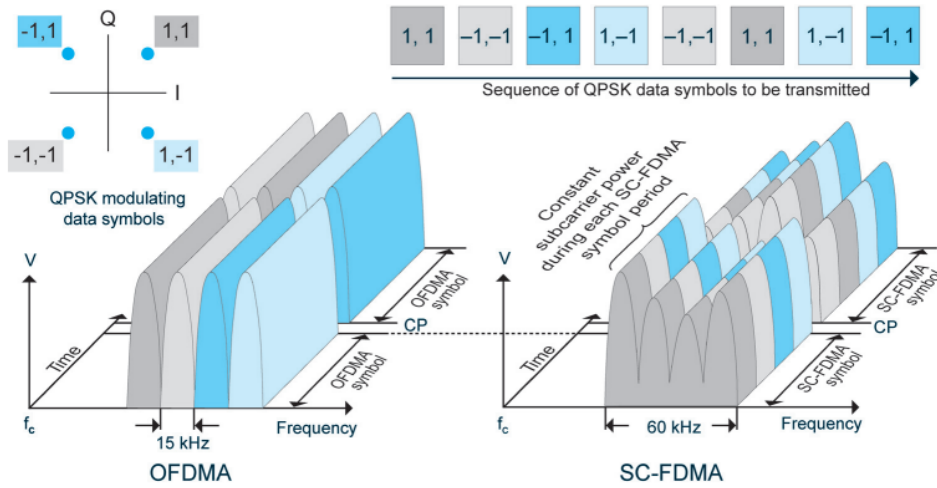 Q
-1,1
1,1
I
-1,-1
1,-1
QPSK modulating
data symbols
1, 1
–1,–1
–1, 1
1,–1
–1,–1
1, 1
1,–1
–1, 1
Sequence of QPSK data symbols to be transmitted
V
Time
fc
15 kHz
Frequency
OFDMA
symbol
CP
OFDMA
symbol
OFDMA
Constant
subcarrier power
during each SC-FDMA
symbol period
V
Time
fc
60 kHz
Frequency
SC-FDMA
symbol
CP
SC-FDMA
symbol
SC-FDMA